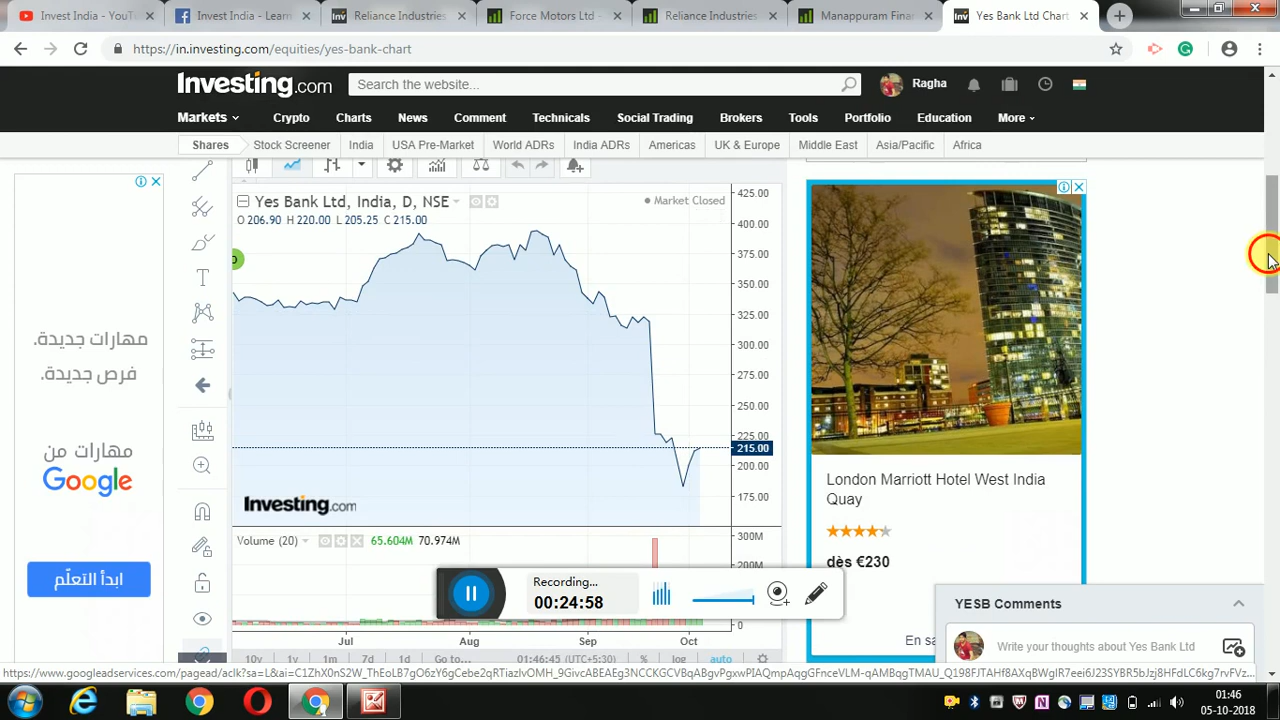 Invest India - YouTu
Invest India - Learn
Reliance Industries
Force Motors Ltd -
Reliance Industries
Manappuram Finan
Yes Bank Ltd Chart
https://in.investing.com/equities/yes-bank-chart
Investing.com
Search the website...
Ragha
Markets
Crypto
Charts
News
Comment
Technicals
Social Trading
Brokers
Tools
Portfolio
Education
More
Shares
Stock Screener
India
USA Pre-Market
World ADRs
India ADRs
Americas
UK & Europe
Middle East
Asia/Pacific
Africa
مهارات جديدة.
فرص جديدة.
مهارات من
Google
ابدأ التعلّم
Yes Bank Ltd, India, D, NSE
Market Closed
O 206.90 H 220.00 L 205.25 C 215.00
425.00
400.00
375.00
350.00
325.00
300.00
275.00
250.00
225.00
215.00
200.00
175.00
Investing.com
Volume (20)
65.604M 70.974M
300M
200M
0
Jul
Aug
Sep
Oct
10y
1y
1m
7d
1d
Go to...
01:46:45 (UTC+5:30)
%
log
auto
London Marriott Hotel West India
Quay
dès €230
En sa
Recording...
00:24:58
YESB Comments
Write your thoughts about Yes Bank Ltd
01:46
05-10-2018